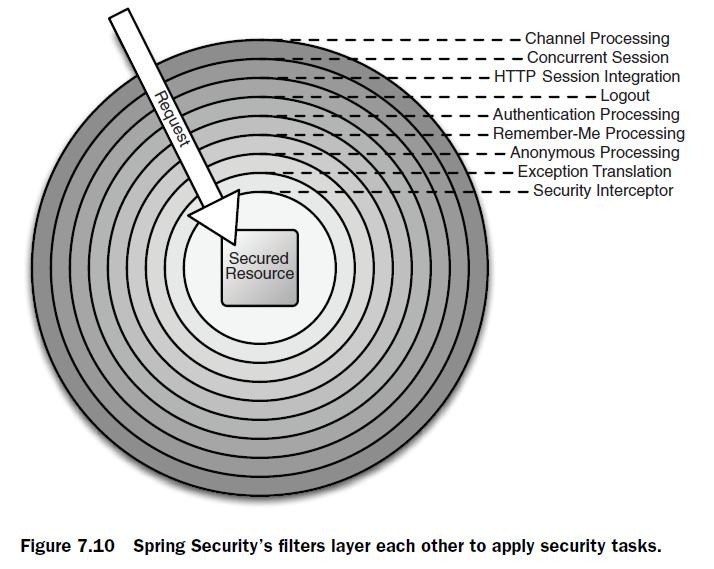 Channel Processing
Concurrent Session
HTTP Session Integration
Logout
Authentication Processing
Remember-Me Processing
Anonymous Processing
Exception Translation
Security Interceptor
Request
Secured
Resource
Figure 7.10 Spring Security's filters layer each other to apply security tasks.